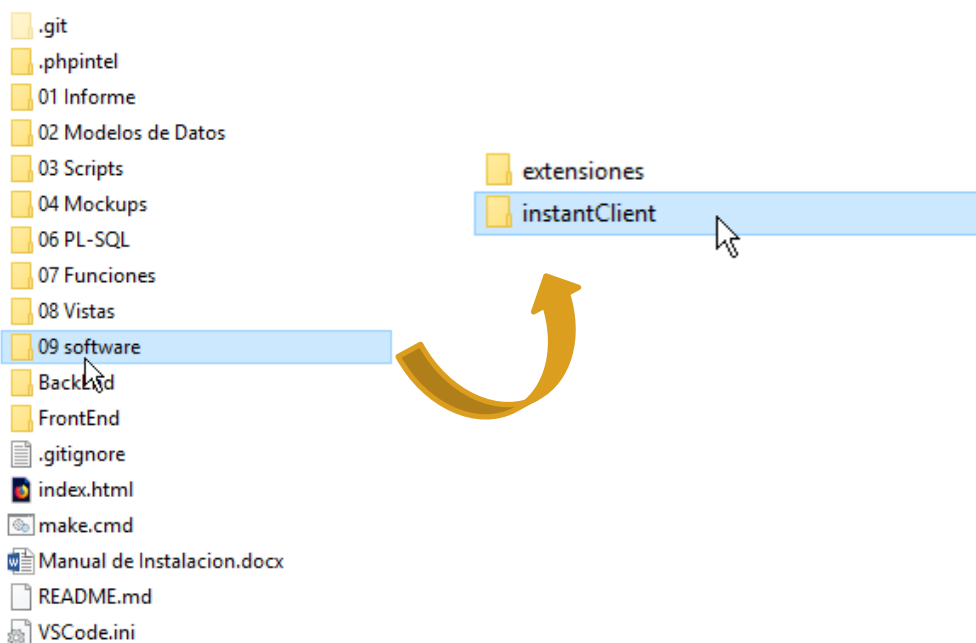 .git
.phpintel
01 Informe
02 Modelos de Datos
03 Scripts
04 Mockups
06 PL-SQL
07 Funciones
08 Vistas
09 software
BackEnd
FrontEnd
.gitignore
index.html
make.cmd
Manual de Instalacion.docx
README.md
VSCode.ini
extensiones
instantClient